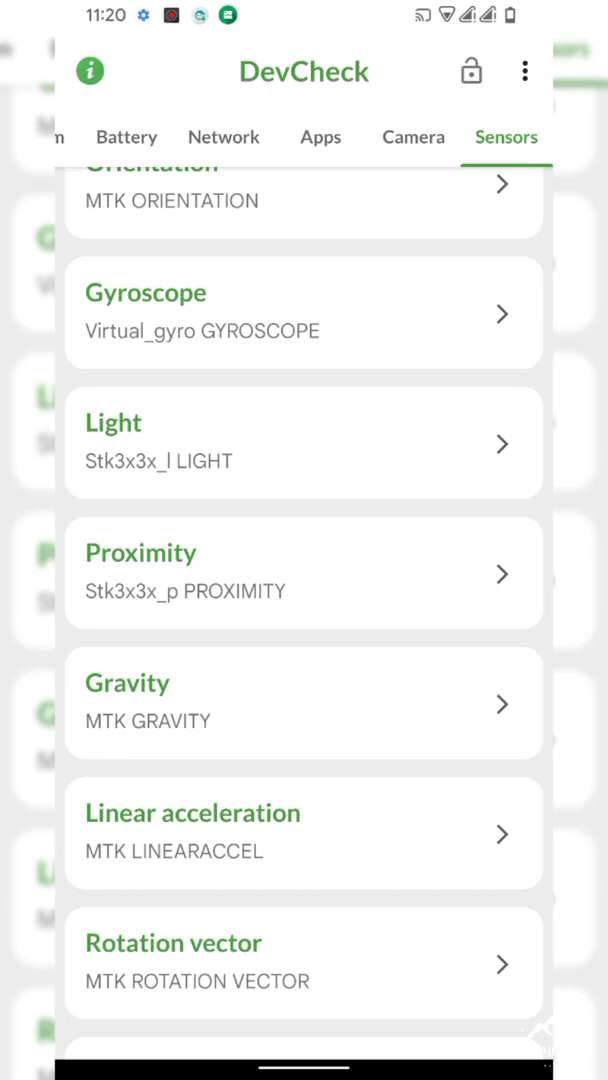 11:20
DevCheck
m Battery Network Apps Camera Sensors
Orientation
MTK ORIENTATION
Gyroscope
Virtual_gyro GYROSCOPE
Light
Stk3x3x_l LIGHT
Proximity
Stk3x3x_p PROXIMITY
Gravity
MTK GRAVITY
Linear acceleration
MTK LINEARACCEL
Rotation vector
MTK ROTATION VECTOR